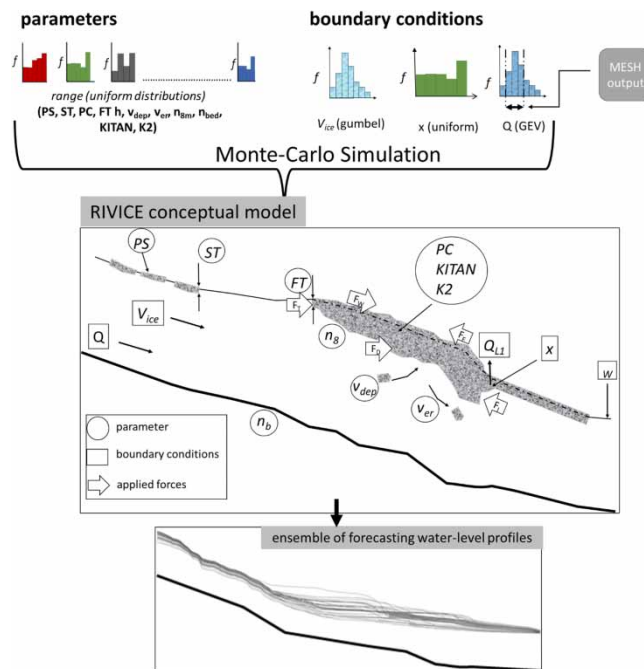 parameters
boundary conditions
f
f
f
f
range (uniform distributions)
(PS, ST, PC, FT h, vdep, ver, n8m, nbed,
KITAN, K2)
f
f
f
MESH
output
Vice (gumbel)
x (uniform)
Q (GEV)
Monte-Carlo Simulation
RIVICE conceptual model
PS
ST
PC
KITAN
K2
FT
Vice
Q
n8
QL1
x
W
vdep
ver
nb
parameter
boundary conditions
applied forces
ensemble of forecasting water-level profiles